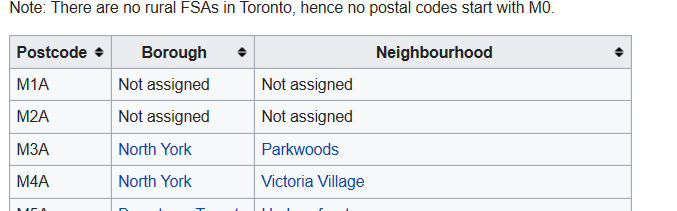 Note: There are no rural FSAs in Toronto, hence no postal codes start with M0.
Postcode Borough Neighbourhood
M1A Not assigned Not assigned
M2A Not assigned Not assigned
M3A North York Parkwoods
M4A North York Victoria Village